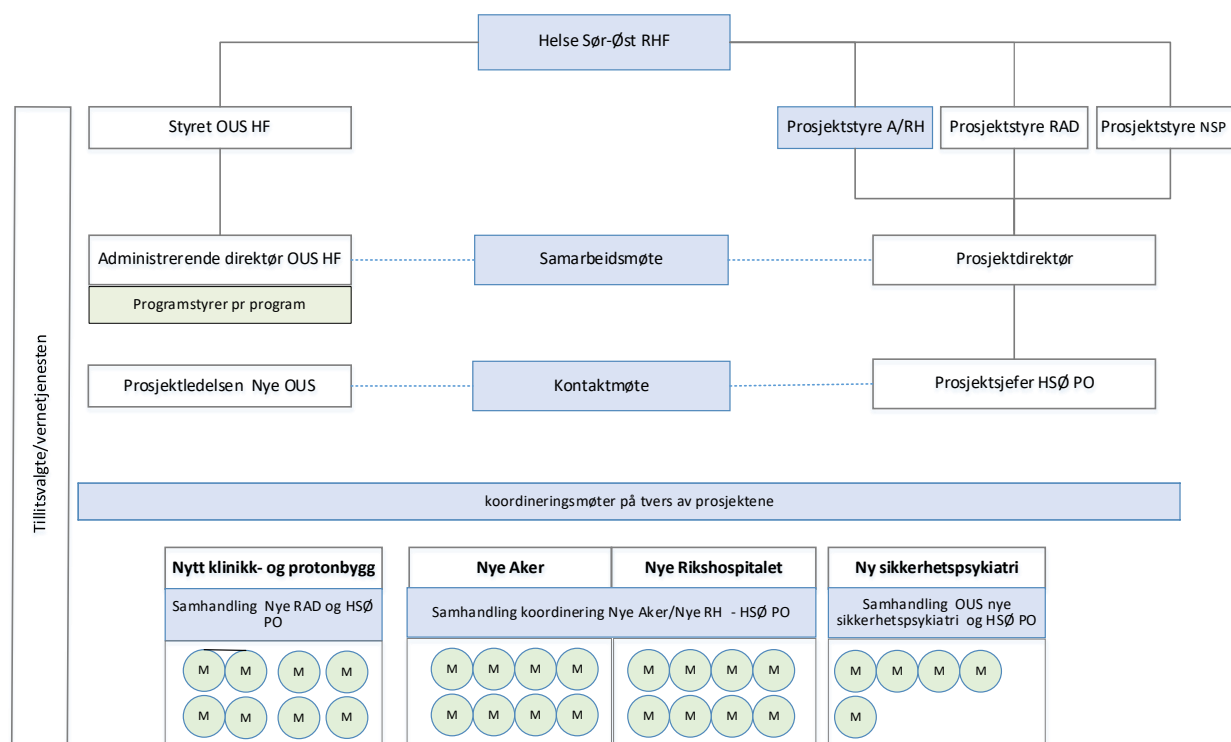 Helse Sør-Øst RHF
Styret OUS HF
Prosjektstyre A/RH
Prosjektstyre RAD
Prosjektstyre NSP
Administrerende direktør OUS HF
Samarbeidsmøte
Prosjektdirektør
Programstyrer pr program
Prosjektledelsen Nye OUS
Kontaktmøte
Prosjektsjefer HSØ PO
Tillitsvalgte/vernetjenesten
koordineringsmøter på tvers av prosjektene
Nytt klinikk- og protonbygg
Nye Aker
Nye Rikshospitalet
Ny sikkerhetspsykiatri
Samhandling Nye RAD og HSØ
PO
Samhandling koordinering Nye Aker/Nye RH - HSØ PO
Samhandling OUS nye
sikkerhetspsykiatri og HSØ PO
M M M M
M M M M
M M M M
M M M M
M M M M
M M M M
M M M M
M